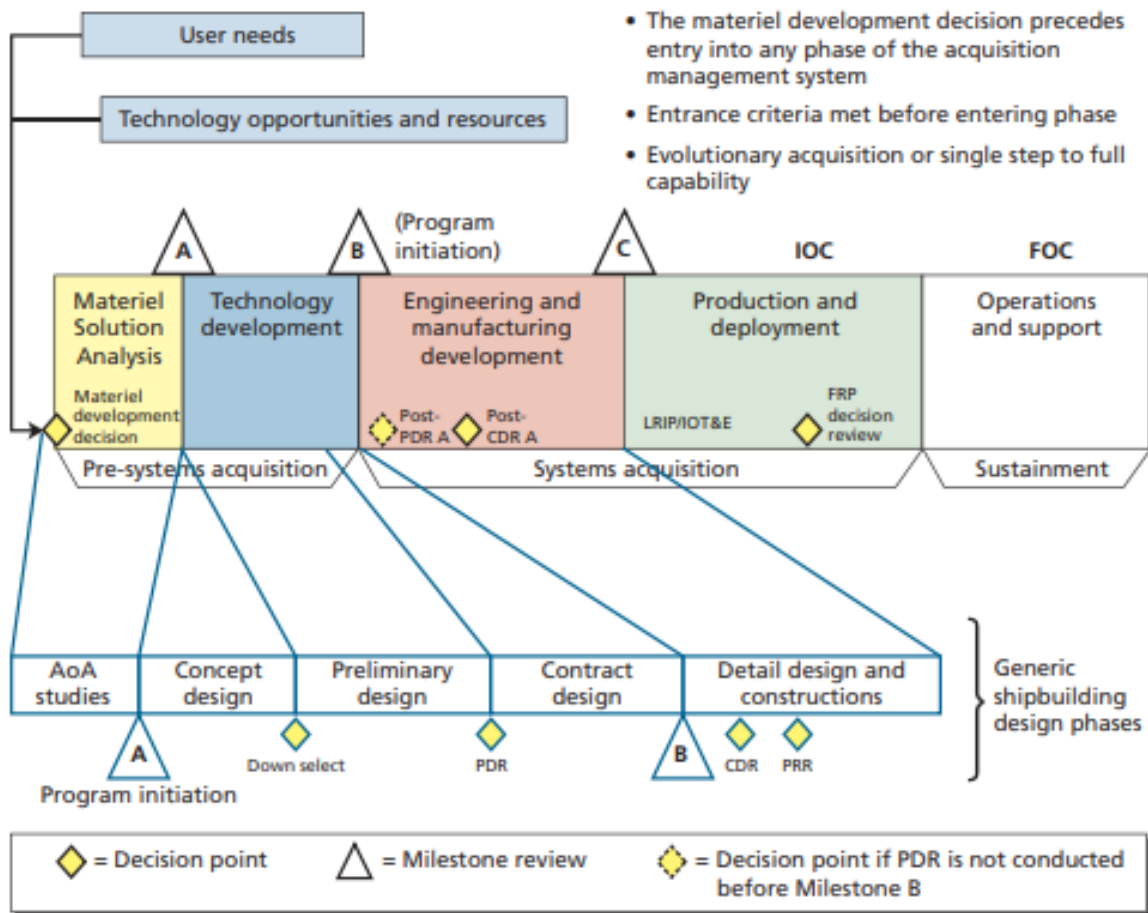 User needs
Technology opportunities and resources
• The materiel development decision precedes
entry into any phase of the acquisition
management system
• Entrance criteria met before entering phase
• Evolutionary acquisition or single step to full
capability
A
B
(Program
initiation)
C
IOC
FOC
Materiel
Solution
Analysis
Technology
development
Engineering and
manufacturing
development
Production and
deployment
Operations
and support
Materiel
development
decision
Post-
PDR A
Post-
CDR A
LRIP/IOT&E
FRP
decision
review
Pre-systems acquisition
Systems acquisition
Sustainment
AoA
studies
Concept
design
Preliminary
design
Contract
design
Detail design and
constructions
Generic
shipbuilding
design phases
A
Program initiation
Down select
PDR
B
CDR
PRR
= Decision point
= Milestone review
= Decision point if PDR is not conducted
before Milestone B